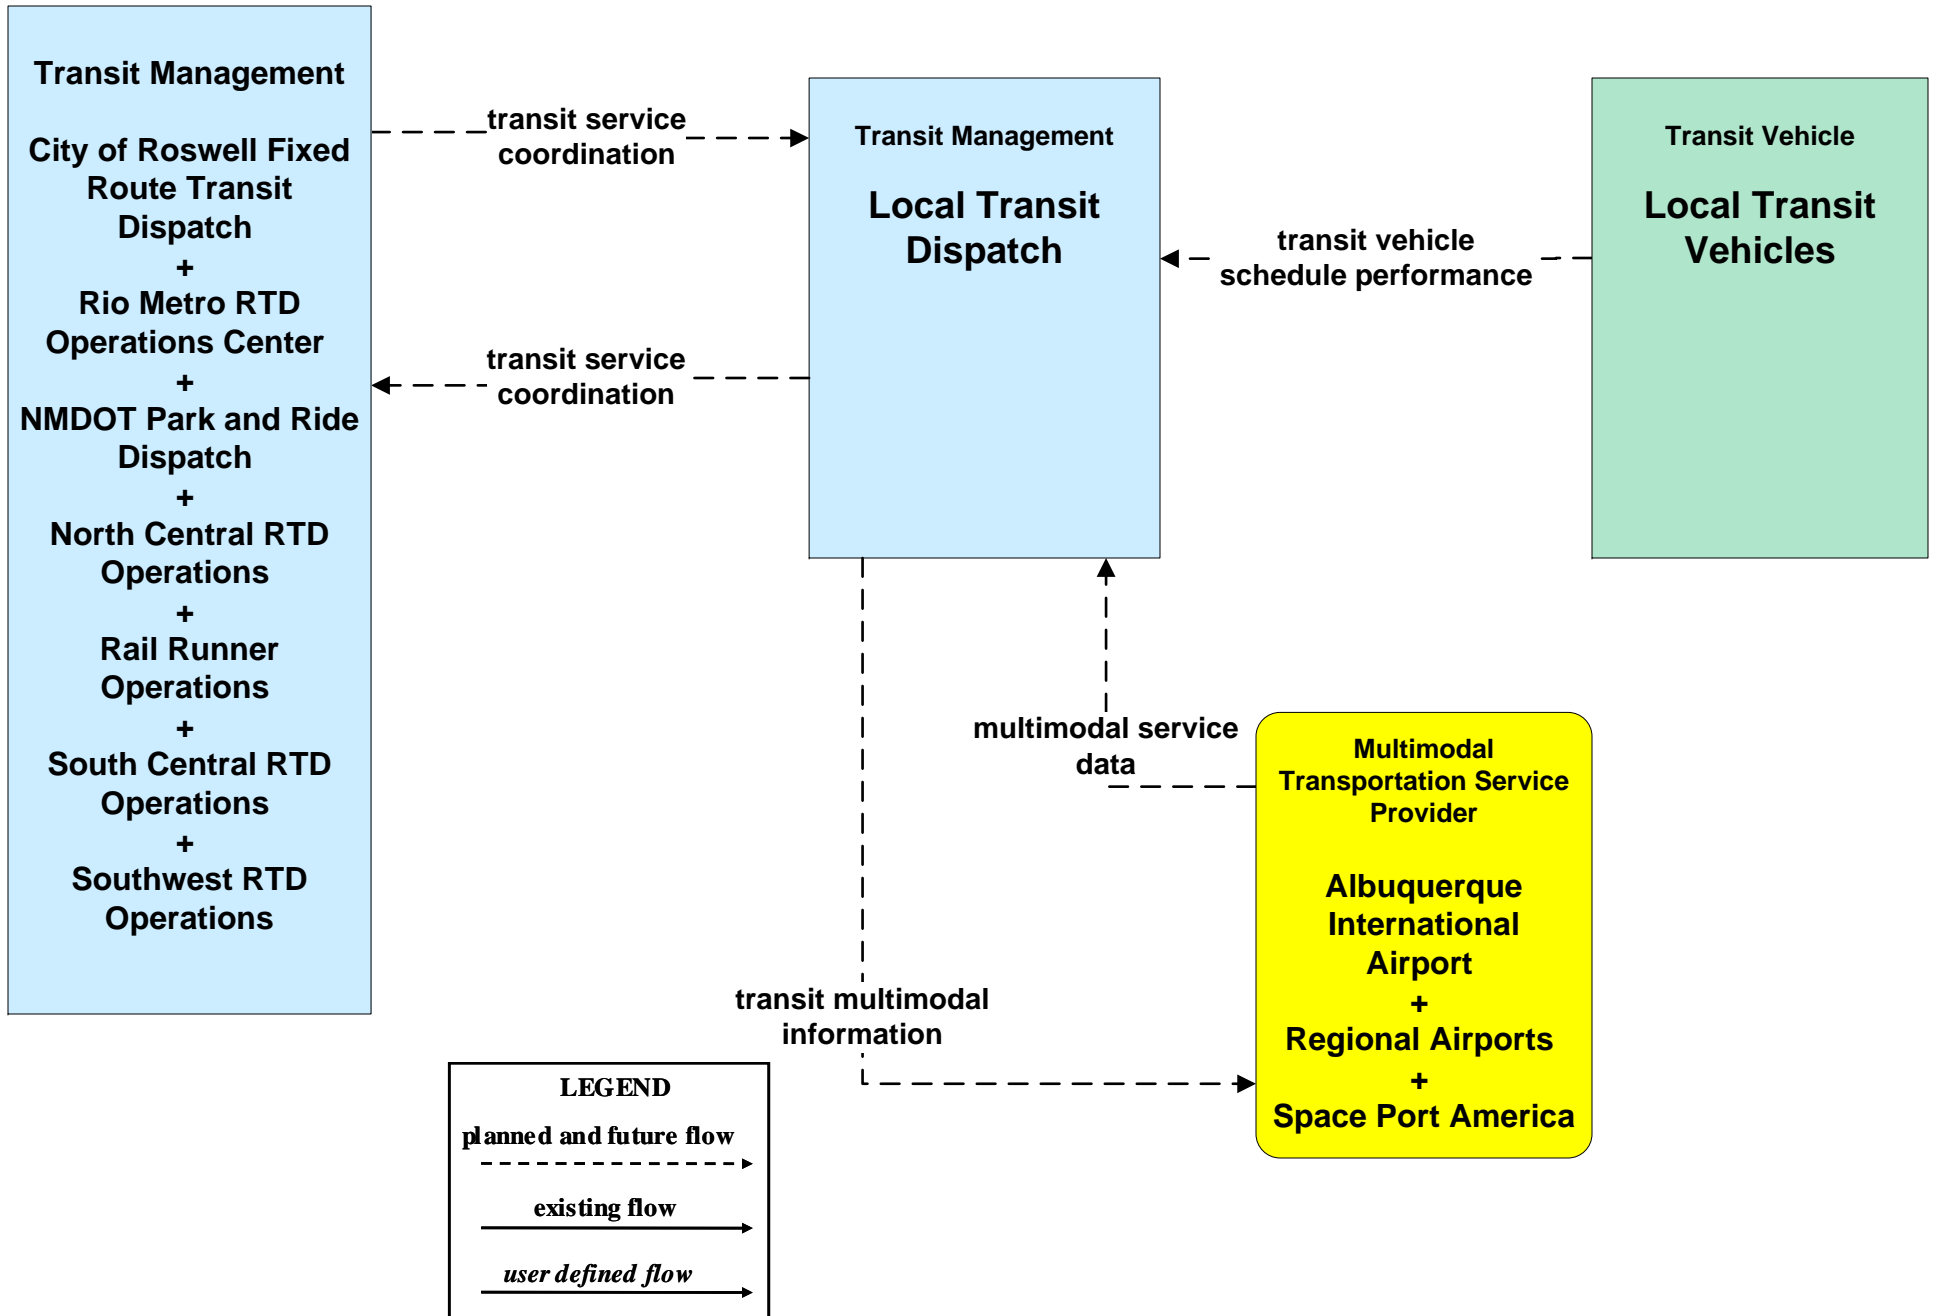 Transit Management
City of Roswell Fixed
Route Transit
Dispatch
+
Rio Metro RTD
Operations Center
+
NMDOT Park and Ride
Dispatch
+
North Central RTD
Operations
+
Rail Runner
Operations
+
South Central RTD
Operations
+
Southwest RTD
Operations
transit service
coordination
transit service
coordination
Transit Management
Local Transit
Dispatch
transit vehicle
schedule performance
Transit Vehicle
Local Transit
Vehicles
multimodal service
data
Multimodal
Transportation Service
Provider
Albuquerque
International
Airport
+
Regional Airports
+
Space Port America
transit multimodal
information
LEGEND
planned and future flow
existing flow
user defined flow